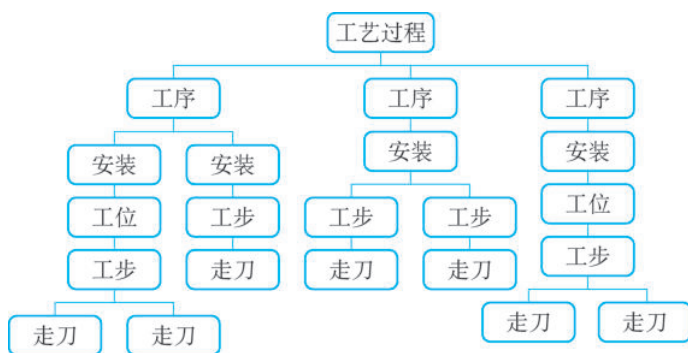 工艺过程
工序 工序 工序
安装 安装 安装 安装
工位 工步 工步 工步 工位
工步 走刀 走刀 走刀 工步
走刀 走刀 走刀 走刀